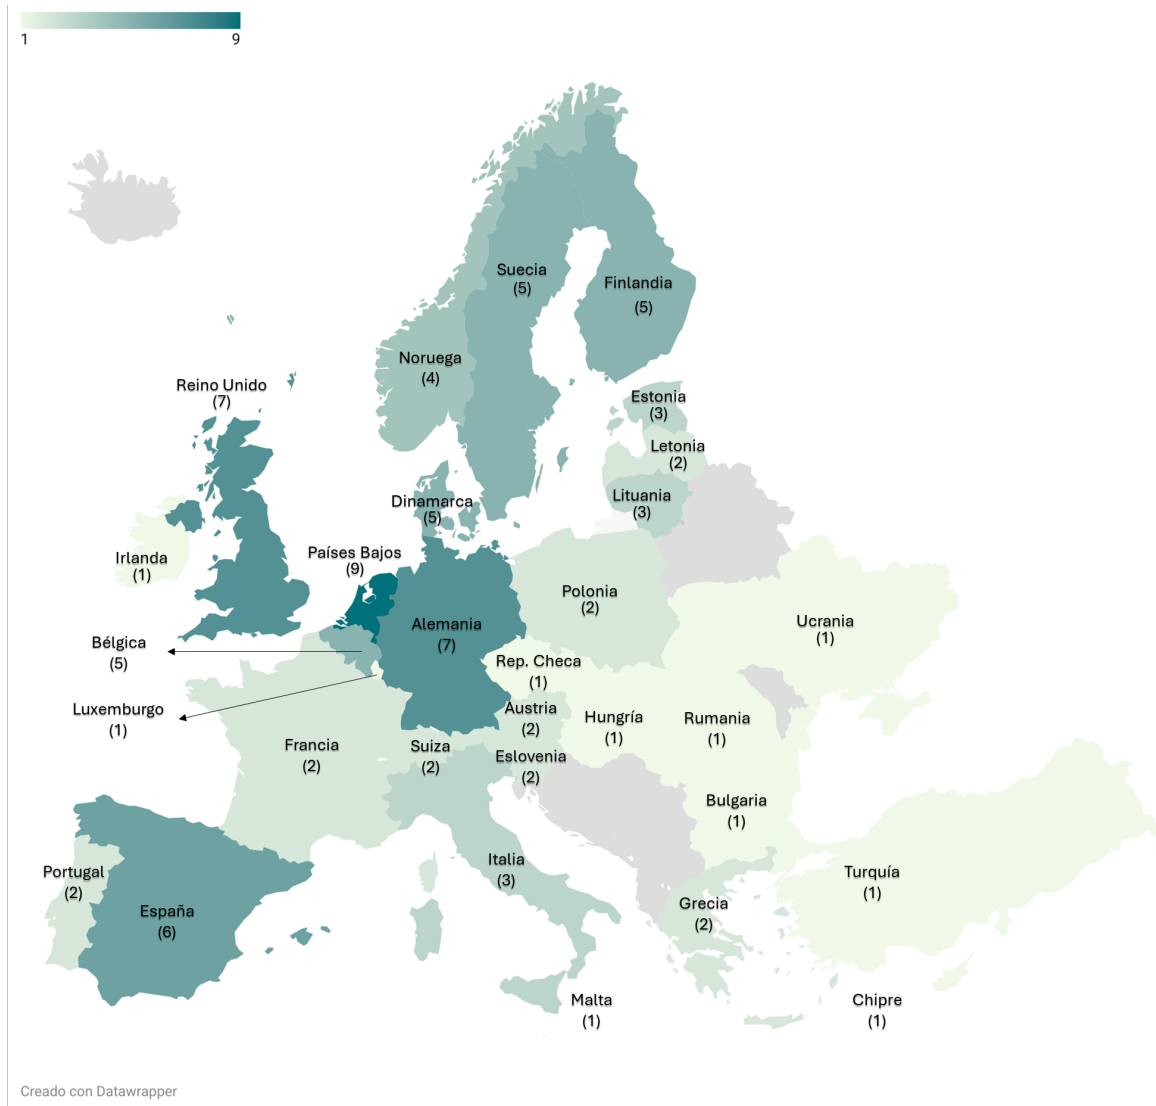 1
9
Suecia
(5)
Finlandia
(5)
Noruega
(4)
Reino Unido
(7)
Estonia
(3)
Letonia
(2)
Lituania
(3)
Dinamarca
(5)
Irlanda
(1)
Países Bajos
(9)
Polonia
(2)
Alemania
(7)
Ucrania
(1)
Bélgica
(5)
Rep. Checa
(1)
Luxemburgo
(1)
Austria
(2)
Hungría
(1)
Rumania
(1)
Francia
(2)
Suiza
(2)
Eslovenia
(2)
Bulgaria
(1)
Italia
(3)
Portugal
(2)
Turquía
(1)
España
(6)
Grecia
(2)
Malta
(1)
Chipre
(1)
Creado con Datawrapper